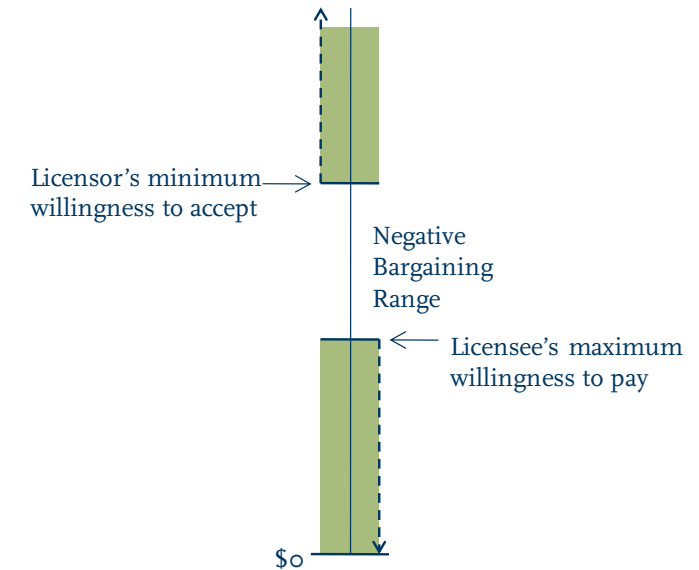 Licensor’s minimum
willingness to accept
Negative
Bargaining
Range
Licensee’s maximum
willingness to pay
$0